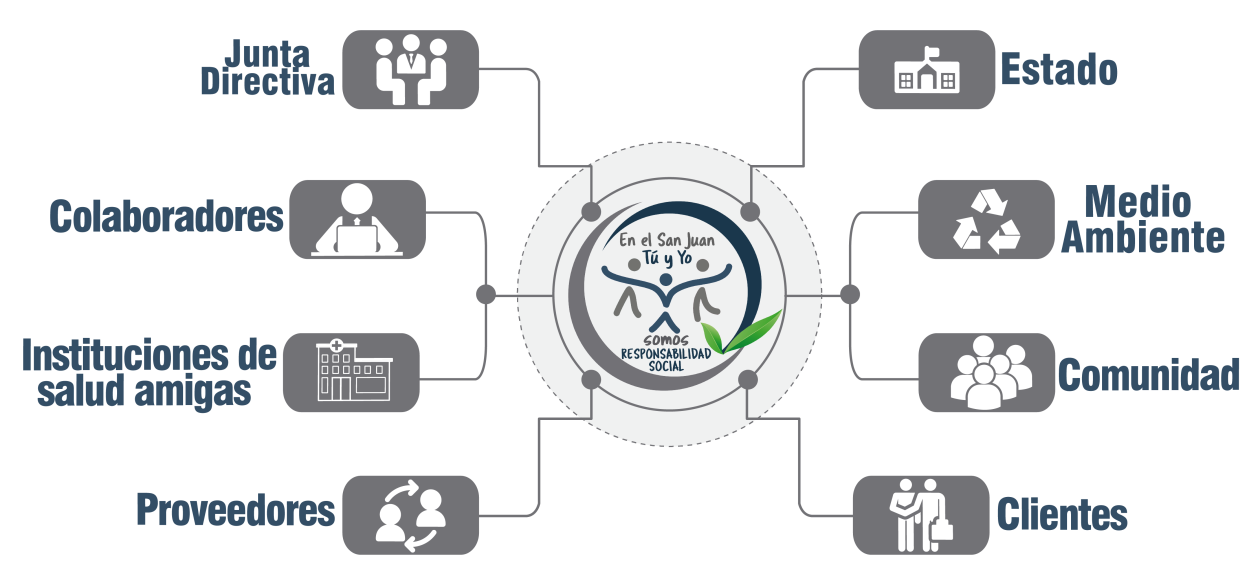 Junta
Directiva
Estado
Colaboradores
Medio
Ambiente
En el San Juan
Tú y Yo
somos
RESPONSABILIDAD
SOCIAL
Instituciones de
salud amigas
Comunidad
Proveedores
Clientes